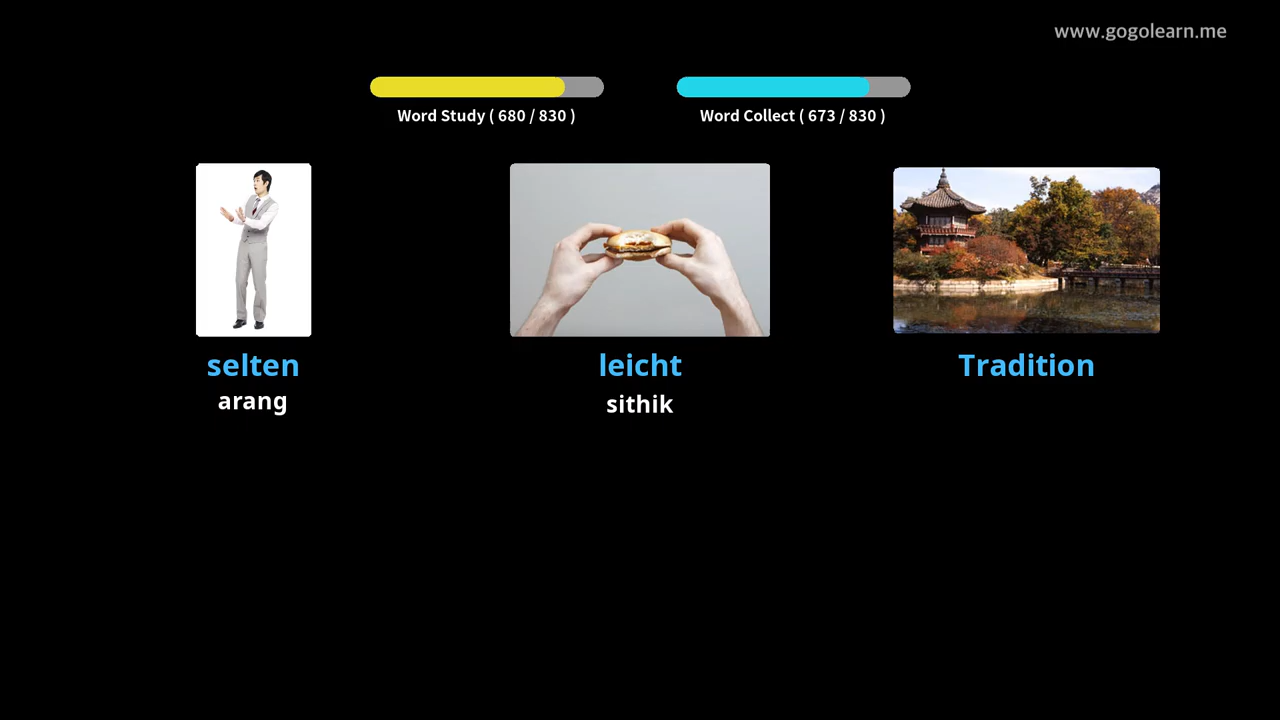 www.gogolearn.me
Word Study ( 680 / 830 )
Word Collect ( 673 / 830 )
selten
arang
leicht
sithik
Tradition